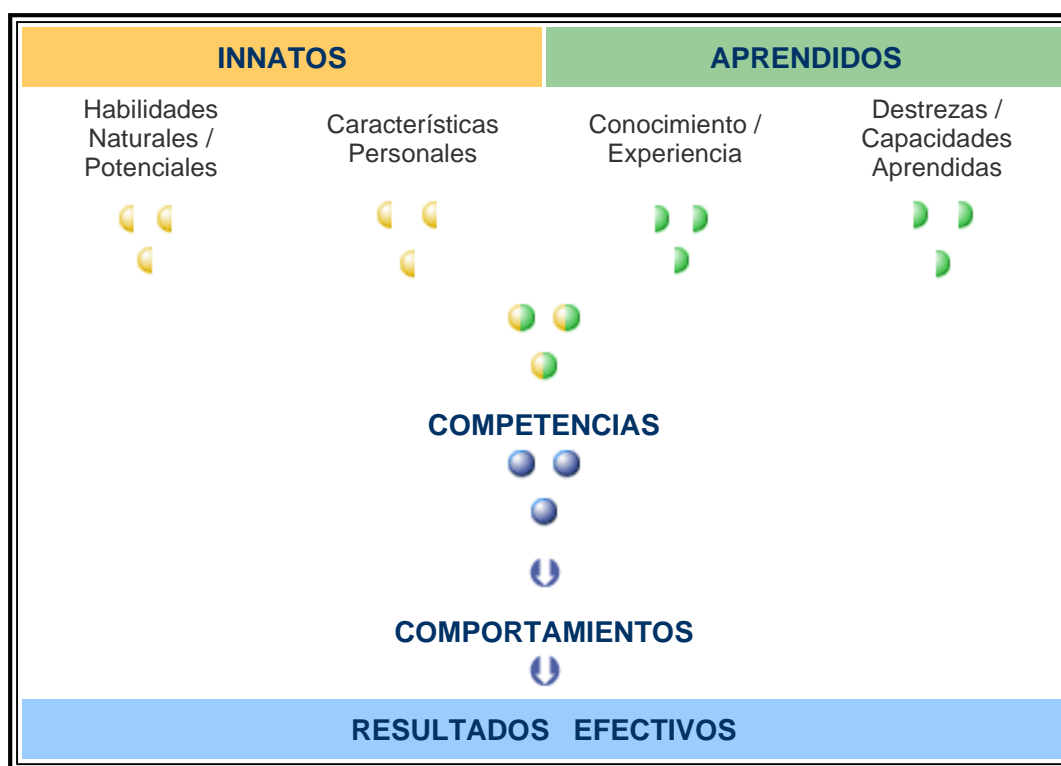 INNATOS
APRENDIDOS
Habilidades
Naturales /
Potenciales
Características
Personales
Conocimiento /
Experiencia
Destrezas /
Capacidades
Aprendidas
COMPETENCIAS
COMPORTAMIENTOS
RESULTADOS EFECTIVOS